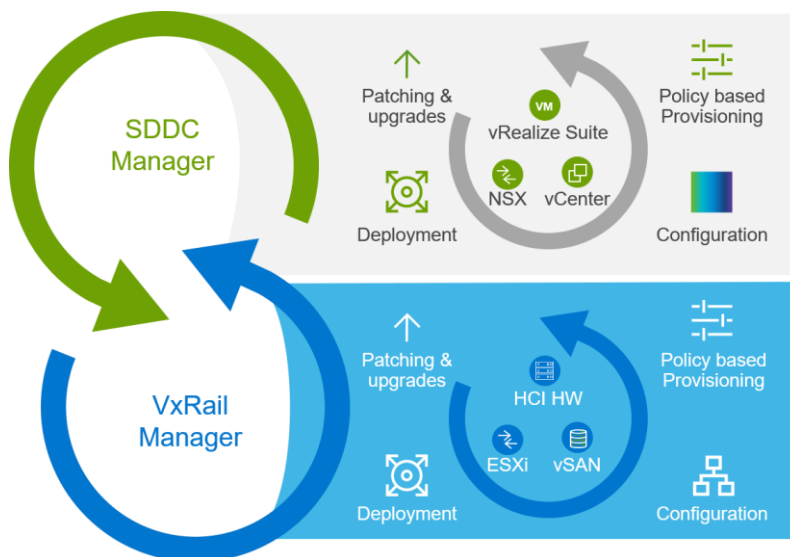 SDDC
Manager
Patching &
upgrades
VM
vRealize Suite
NSX
vCenter
Policy based
Provisioning
Deployment
Configuration
VxRail
Manager
Patching &
upgrades
HCI HW
ESXi
vSAN
Policy based
Provisioning
Deployment
Configuration